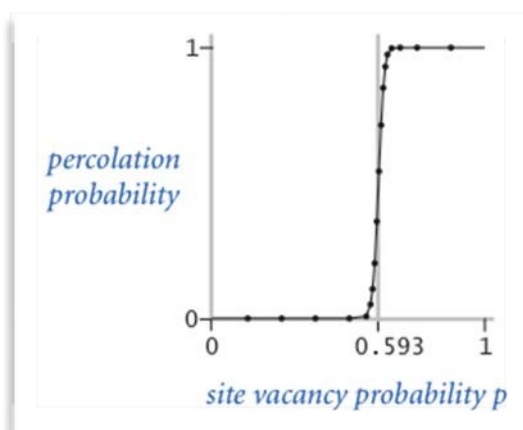 1
percolation
probability
0
0 0.593 1
site vacancy probability p